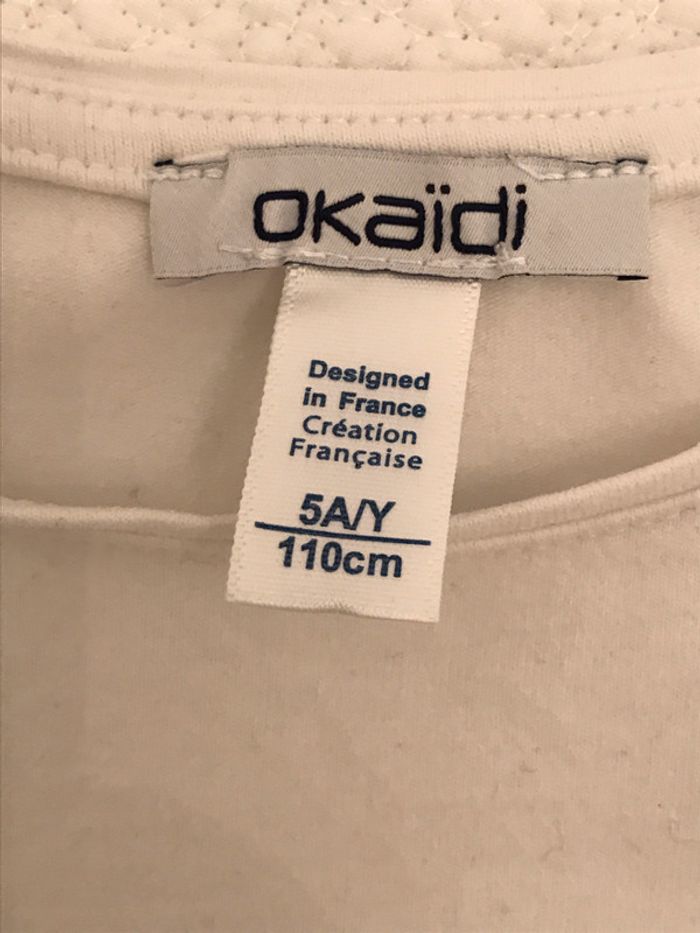 okaïdi
Designed
in France
Création
Française
5A/Y
110cm